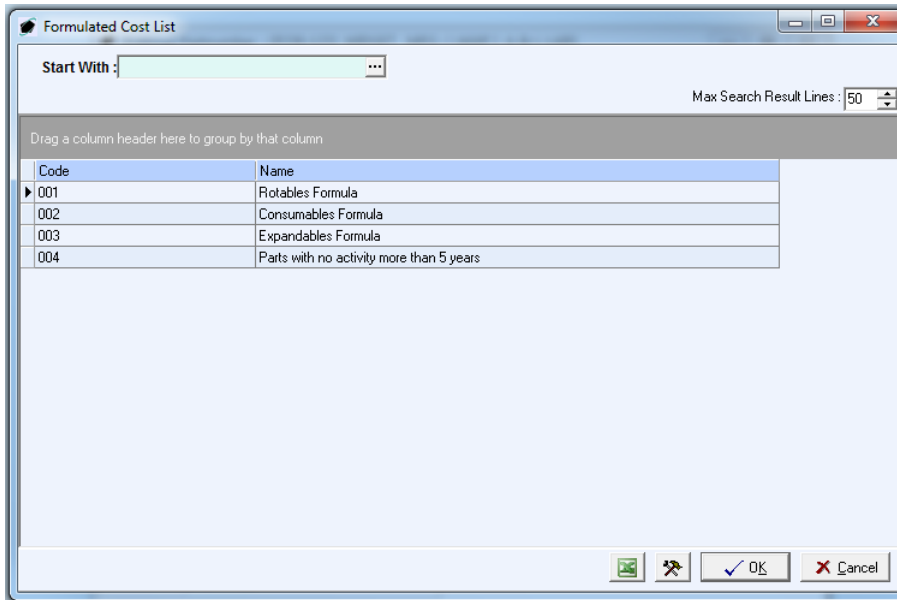 Formulated Cost List
Start With :
Max Search Result Lines : 50
Drag a column header here to group by that column
Code Name
001 Rotables Formula
002 Consumables Formula
003 Expandables Formula
004 Parts with no activity more than 5 years
OK Cancel